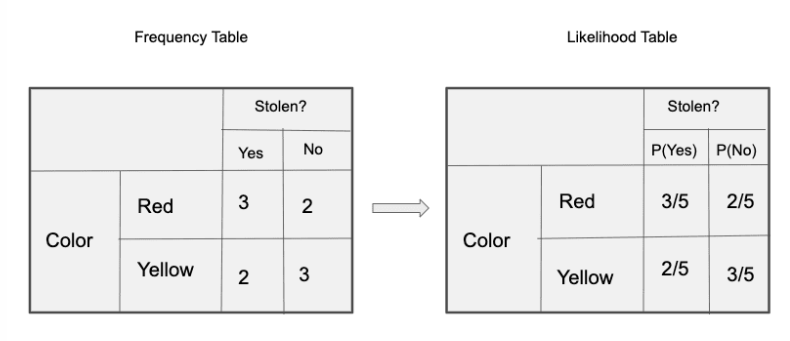 Frequency Table
Likelihood Table
Stolen?
Yes No
Color
Red 3 2
Yellow 2 3
Stolen?
P(Yes) P(No)
Color
Red 3/5 2/5
Yellow 2/5 3/5